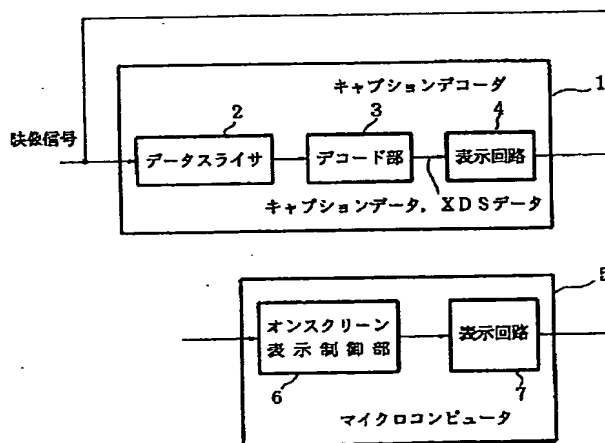 キャプションデコーダ
1
2
3
4
映像信号
データスライサ
デコード部
表示回路
キャプションデータ,XDSデータ
オンスクリーン
表示制御部
表示回路
6
7
マイクロコンピュータ